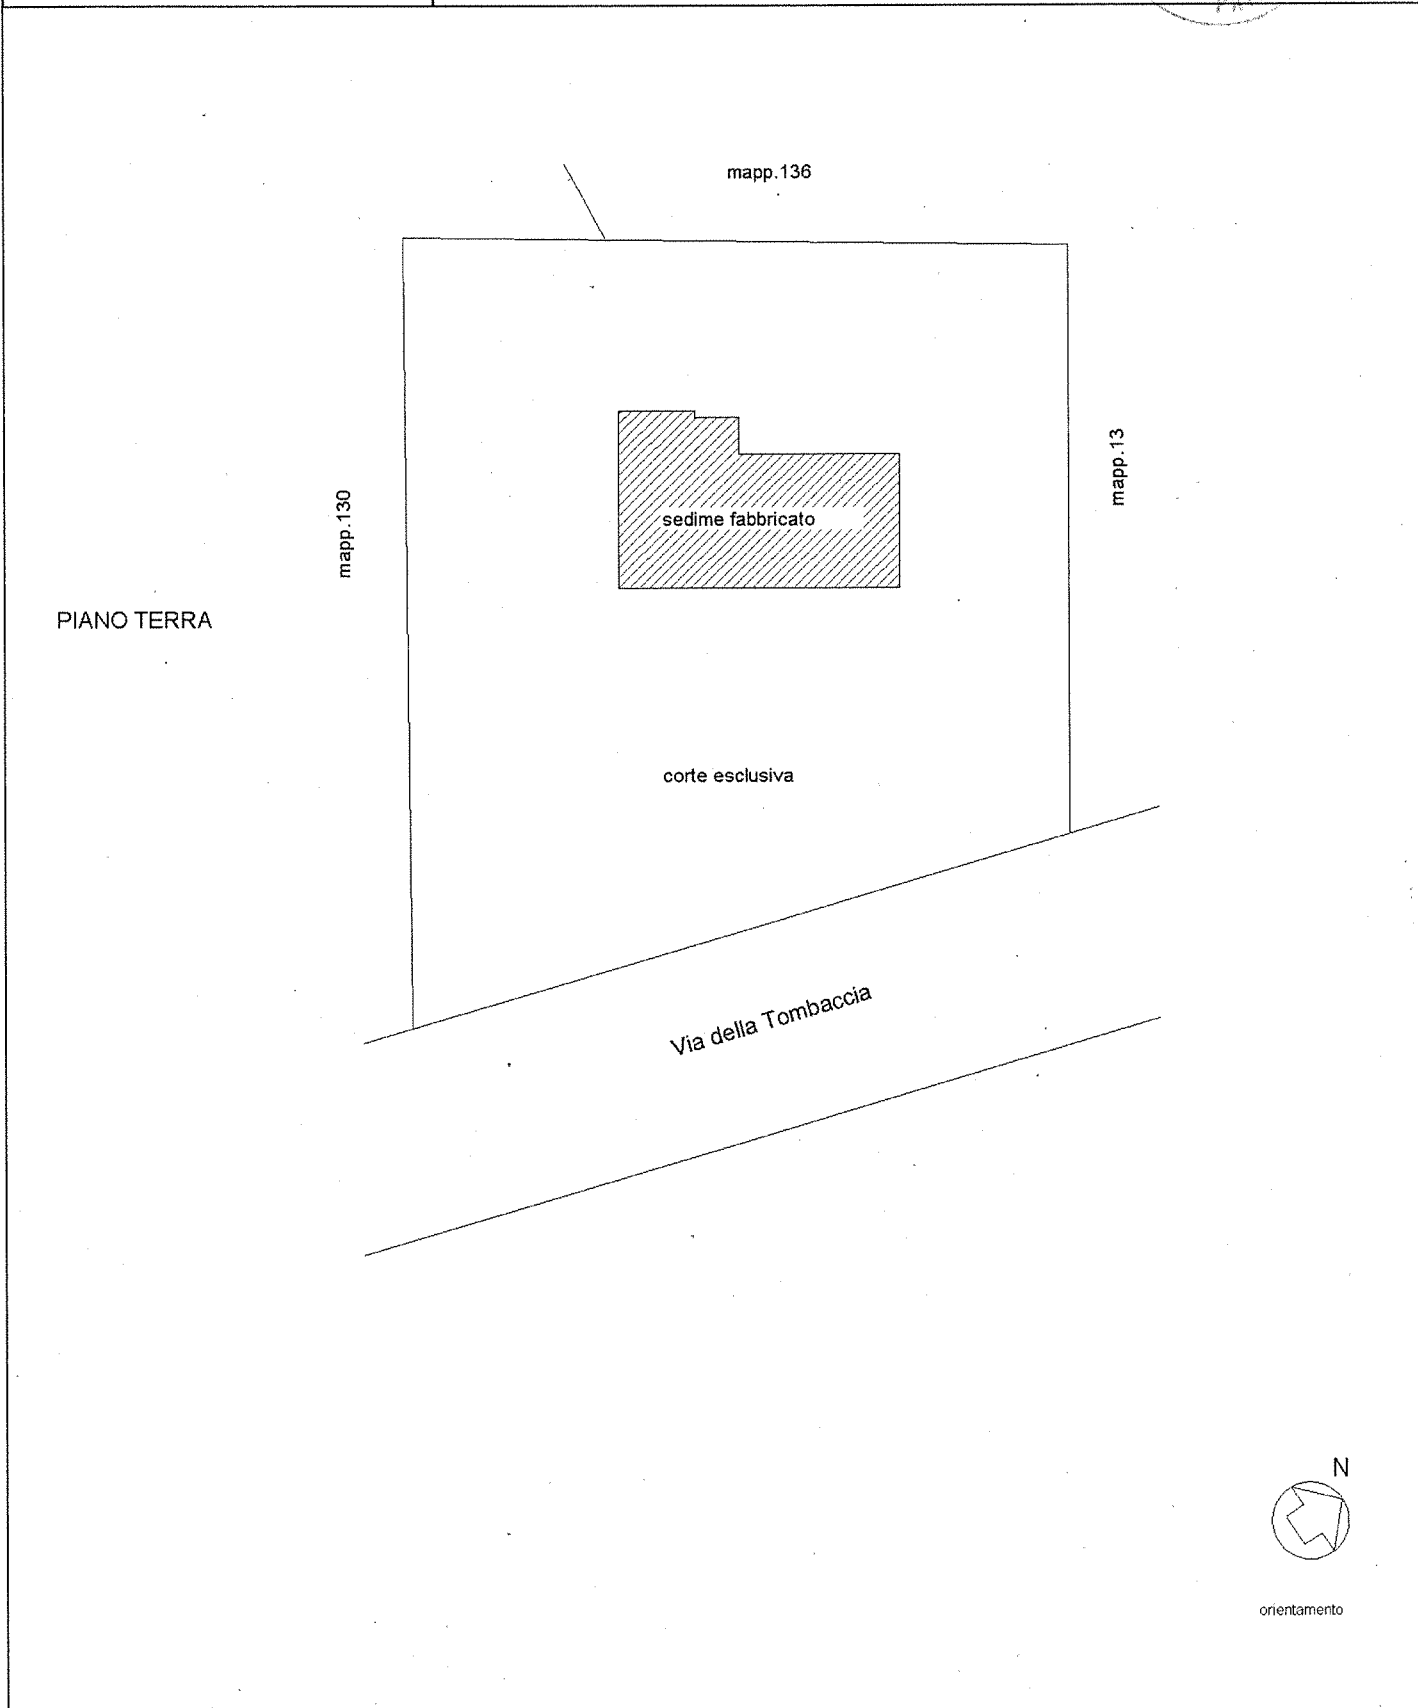 mapp.136
mapp.13
mapp.130
sedime fabbricato
PIANO TERRA
corte esclusiva
Via della Tombaccia
N
orientamento